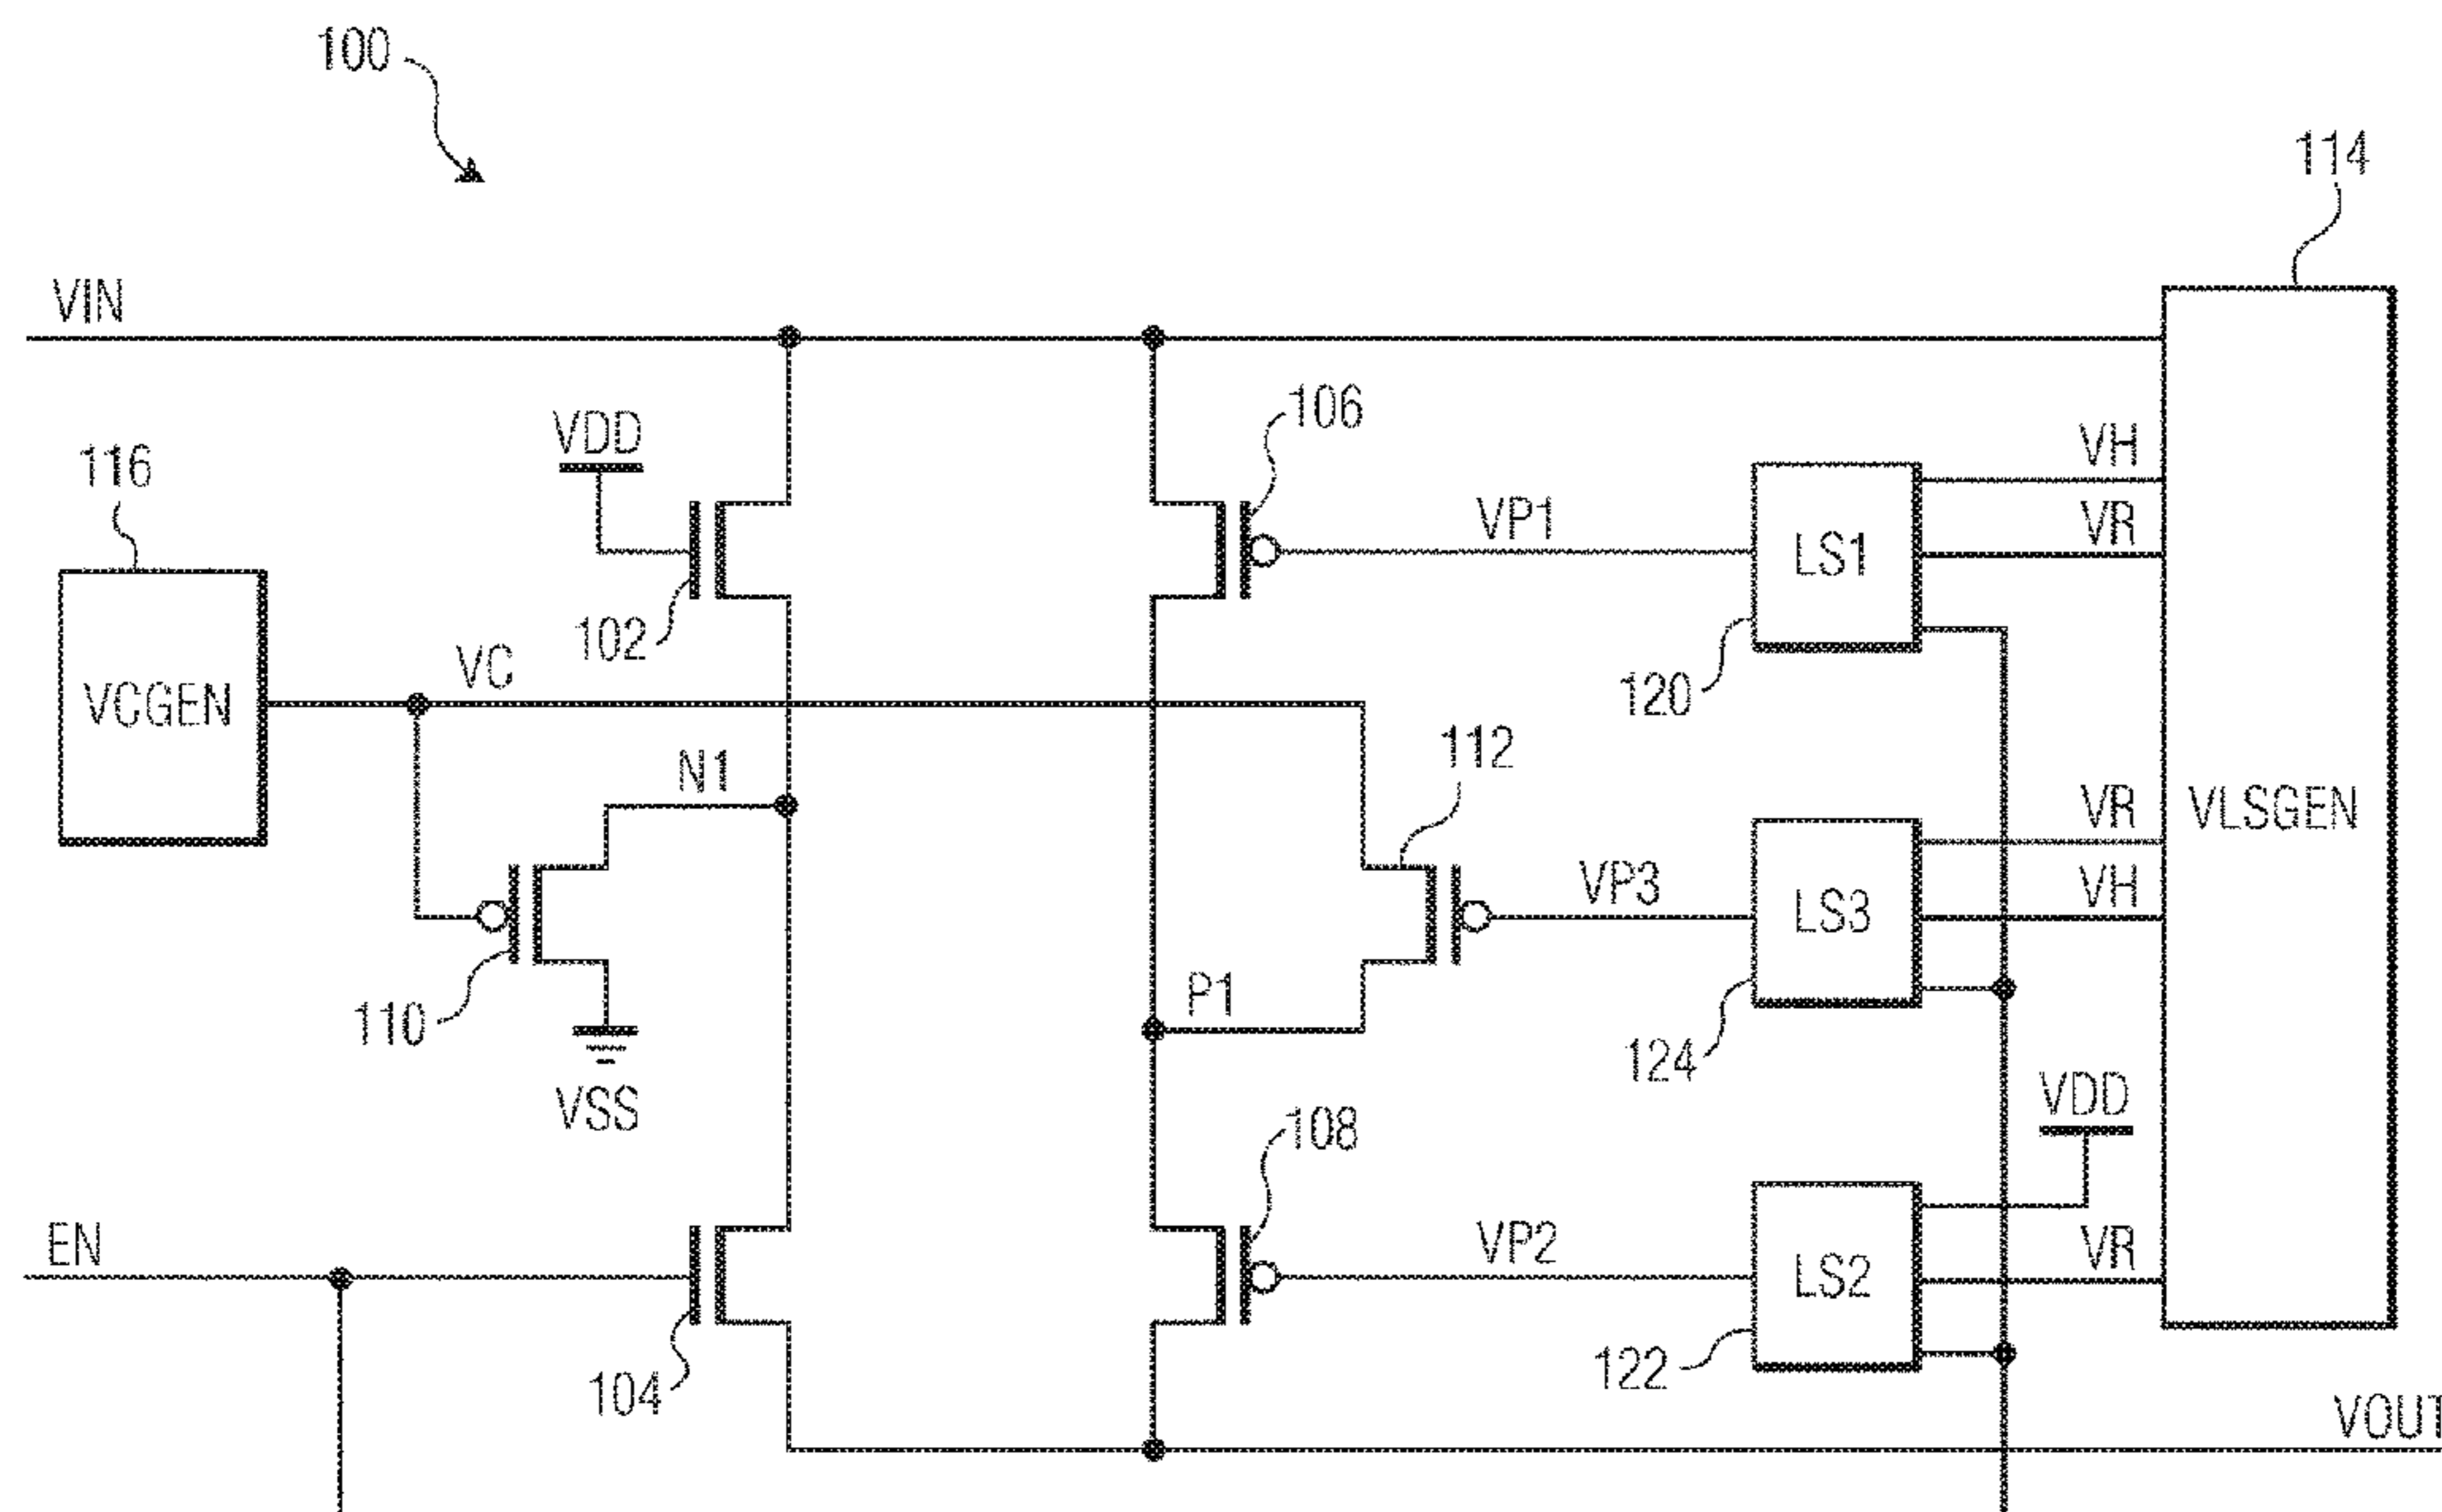 100
114
VIN
106
VDD
VH
116
VP1
VR
LS1
102
VC
120
VCGEN
112
N1
VR
VLSGEN
VP3
VH
LS3
P1
110
124
VDD
VSS
108
EN
VP2
VR
LS2
122
104
VOUT